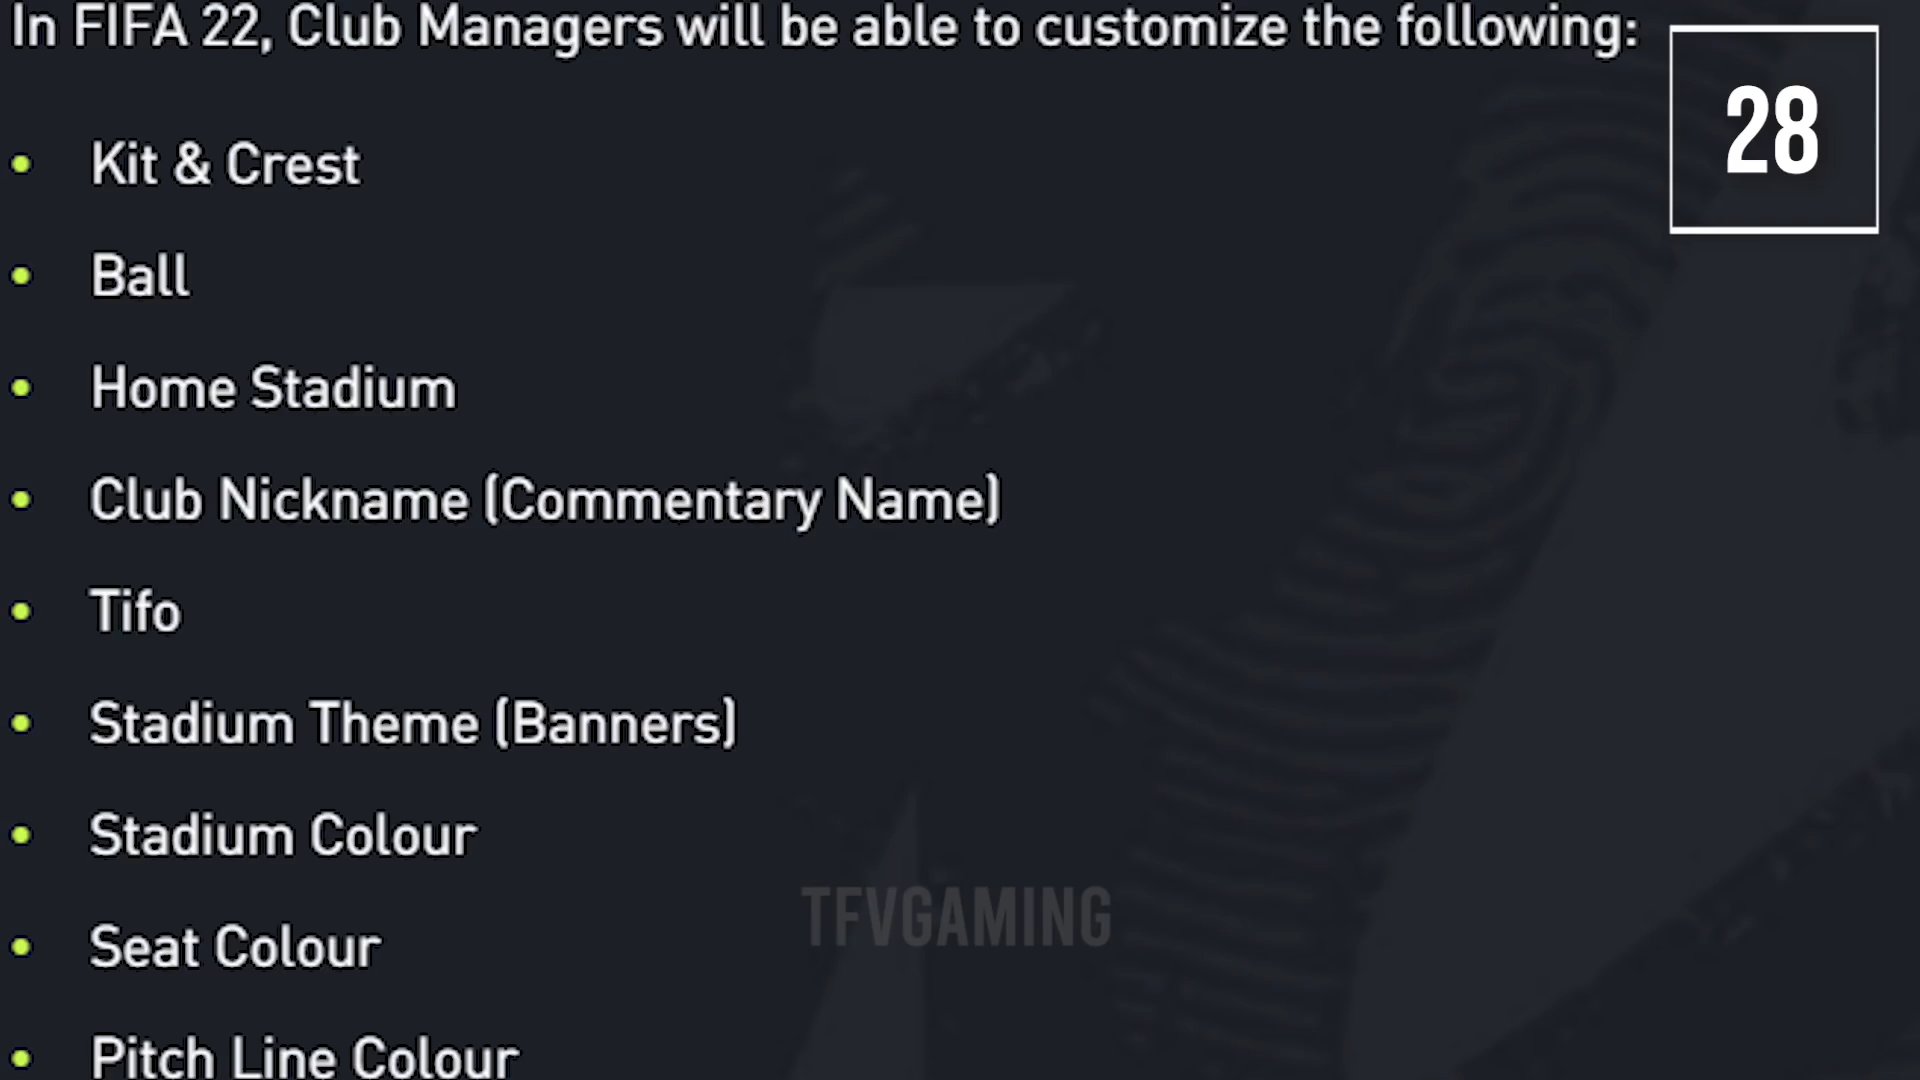 In FIFA 22, Club Managers will be able to customize the following:
28
• Kit & Crest
• Ball
• Home Stadium
• Club Nickname (Commentary Name)
• Tifo
• Stadium Theme (Banners)
• Stadium Colour
TFVGAMING
• Seat Colour
• Pitch Line Colour